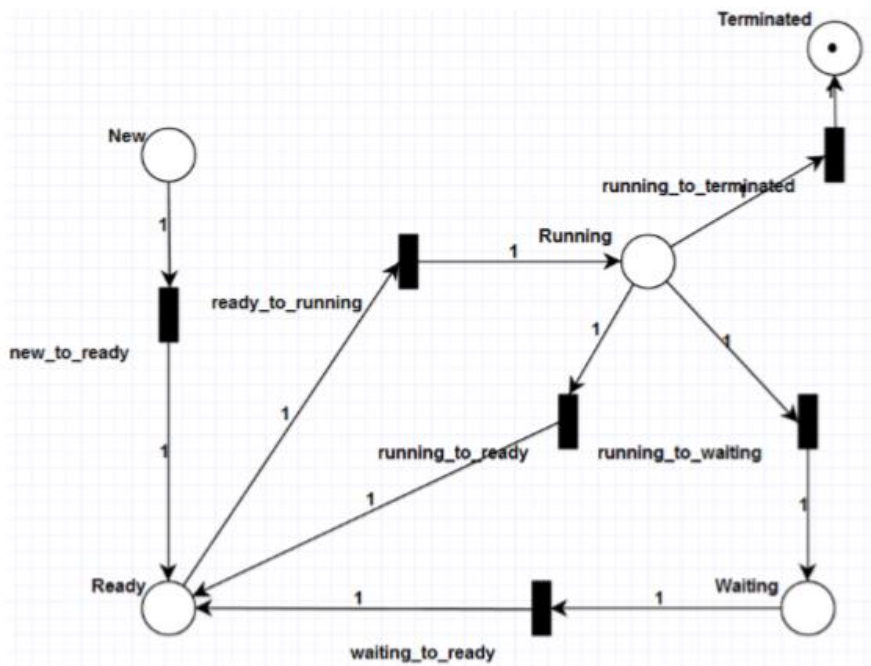 Terminated
1
New
running_to_terminated
1
1
Running
1
ready_to_running
1
1
new_to_ready
1
1
running_to_ready
running_to_waiting
1
1
Ready
1
1
Waiting
waiting_to_ready